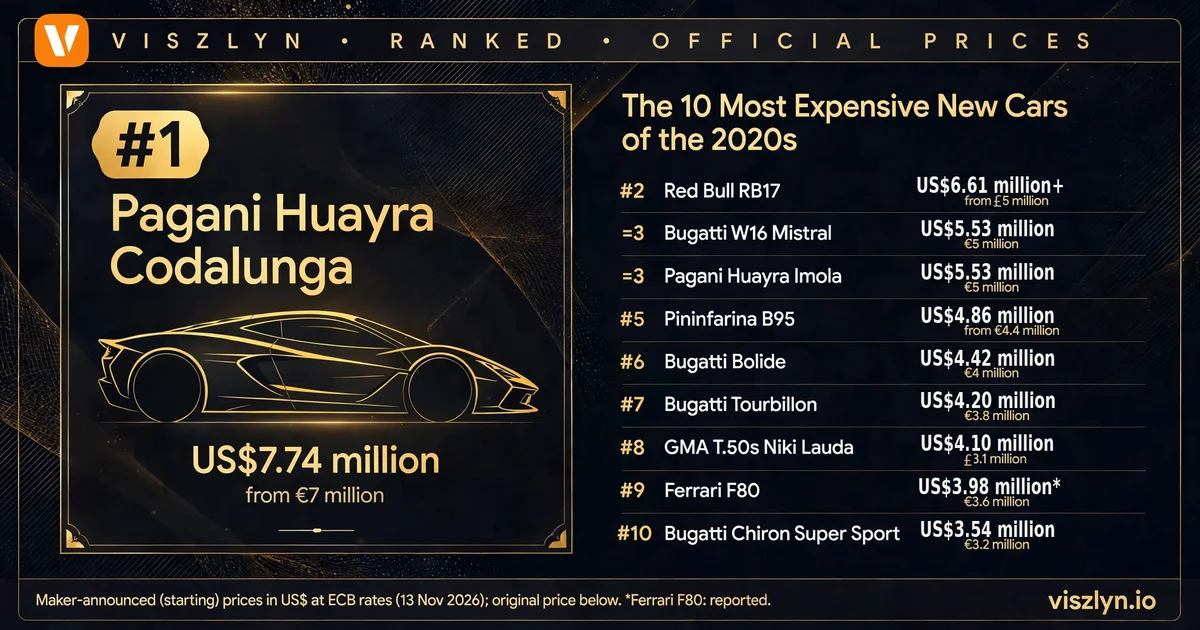 V VISZLYN • RANKED • OFFICIAL PRICES
#1
Pagani Huayra
Codalunga
US$7.74 million
from €7 million
The 10 Most Expensive New Cars
of the 2020s
#2 Red Bull RB17 US$6.61 million+
from £5 million
=3 Bugatti W16 Mistral US$5.53 million
€5 million
=3 Pagani Huayra Imola US$5.53 million
€5 million
#5 Pininfarina B95 US$4.86 million
from €4.4 million
#6 Bugatti Bolide US$4.42 million
€4 million
#7 Bugatti Tourbillon US$4.20 million
€3.8 million
#8 GMA T.50s Niki Lauda US$4.10 million
£3.1 million
#9 Ferrari F80 US$3.98 million*
€3.6 million
#10 Bugatti Chiron Super Sport US$3.54 million
€3.2 million
Maker-announced (starting) prices in US$ at ECB rates (13 Nov 2026); original price below. *Ferrari F80: reported.
viszlyn.io